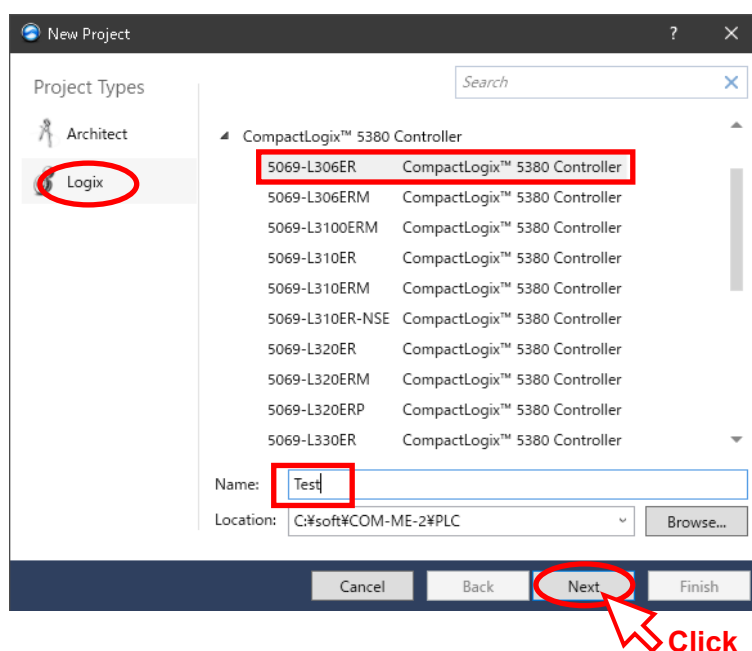 New Project ? ×
Project Types
Search ×
Architect
Logix
CompactLogix™ 5380 Controller
5069-L306ER CompactLogix™ 5380 Controller
5069-L306ERM CompactLogix™ 5380 Controller
5069-L3100ERM CompactLogix™ 5380 Controller
5069-L310ER CompactLogix™ 5380 Controller
5069-L310ERM CompactLogix™ 5380 Controller
5069-L310ER-NSE CompactLogix™ 5380 Controller
5069-L320ER CompactLogix™ 5380 Controller
5069-L320ERM CompactLogix™ 5380 Controller
5069-L320ERP CompactLogix™ 5380 Controller
5069-L330ER CompactLogix™ 5380 Controller
Name: Test
Location: C:¥soft¥COM-ME-2¥PLC Browse...
Cancel Back Next Finish
Click